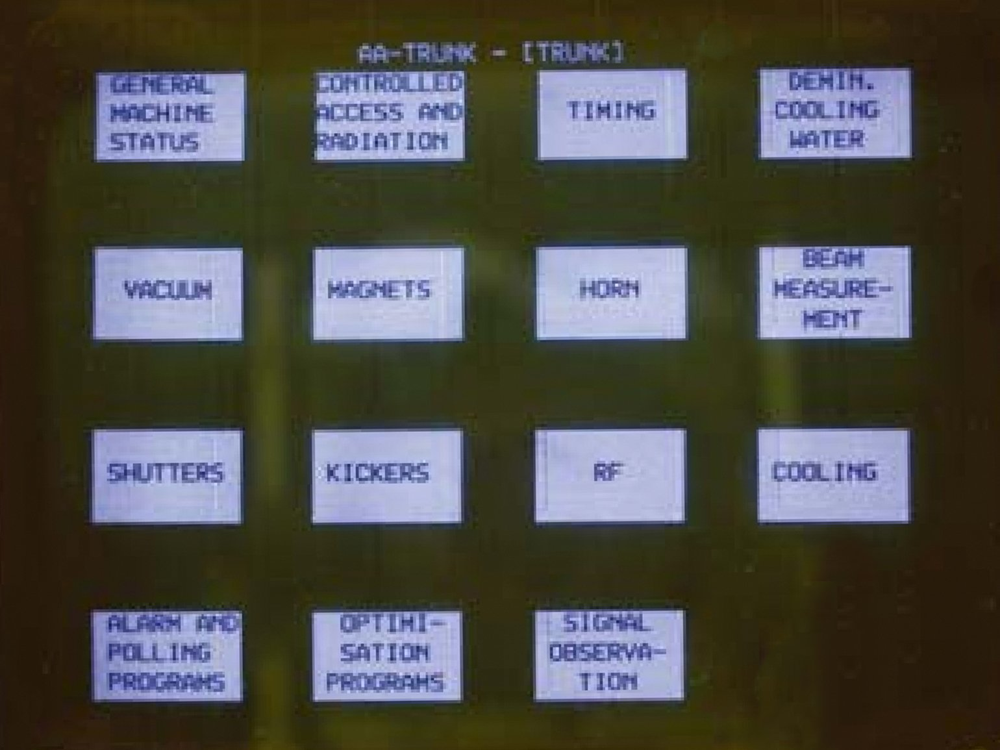 AA-TRUNK - [TRUNK]
GENERAL
MACHINE
STATUS
CONTROLLED
ACCESS AND
RADIATION
TIMING
DEMIN.
COOLING
WATER
VACUUM
MAGNETS
HORN
BEAM
MEASURE-
MENT
SHUTTERS
KICKERS
RF
COOLING
ALARM AND
POLLING
PROGRAMS
OPTIMI-
SATION
PROGRAMS
SIGNAL
OBSERVA-
TION